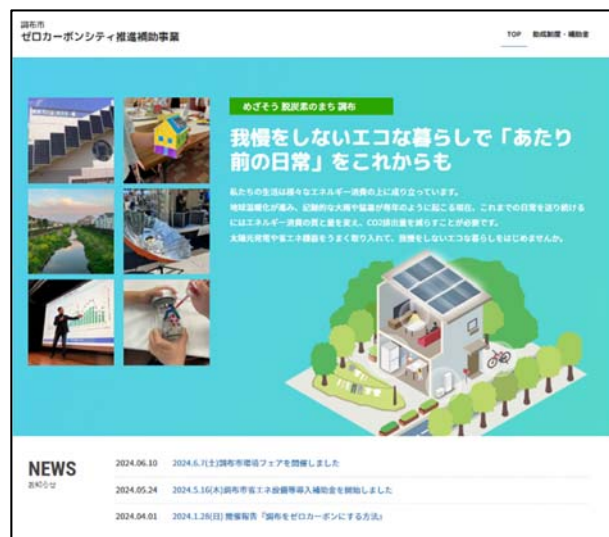 調布市
ゼロカーボンシティ推進補助事業
TOP 助成制度・補助金
めざそう 脱炭素のまち 調布
我慢をしないエコな暮らしで「あたり
前の日常」をこれからも
私たちの生活は様々なエネルギー消費の上に成り立っています。
地球温暖化が進み、記録的な大雨や猛暑が毎年のように起こる現在、これまでの日常を送り続ける
にはエネルギー消費の質と量を変え、CO2排出量を減らすことが必要です。
太陽光発電や省エネ機器をうまく取り入れて、我慢をしないエコな暮らしをはじめませんか。
NEWS
お知らせ
2024.06.10 2024.6.7(土)調布市環境フェアを開催しました
2024.05.24 2024.5.16(木)調布市省エネ設備等導入補助金を開始しました
2024.04.01 2024.1.28(日) 開催報告『調布をゼロカーボンにする方法』